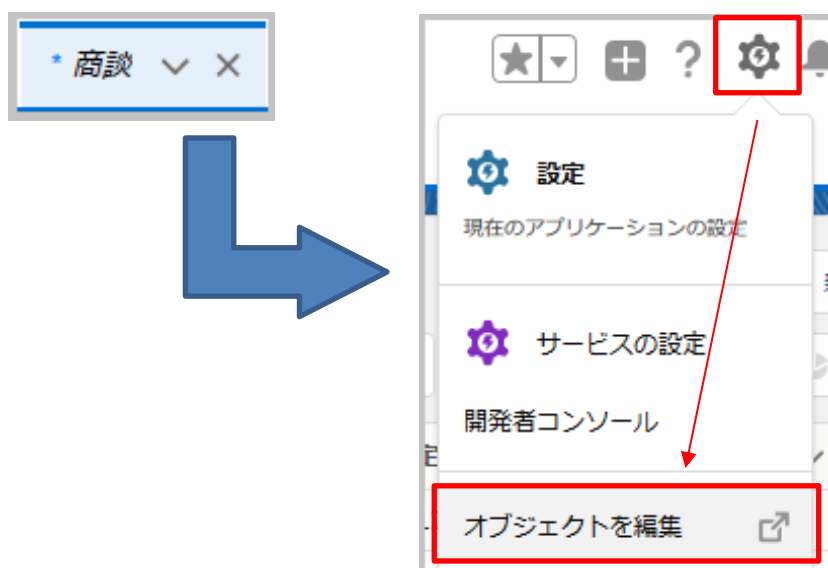 * 商談
設定
現在のアプリケーションの設定
サービスの設定
開発者コンソール
オブジェクトを編集